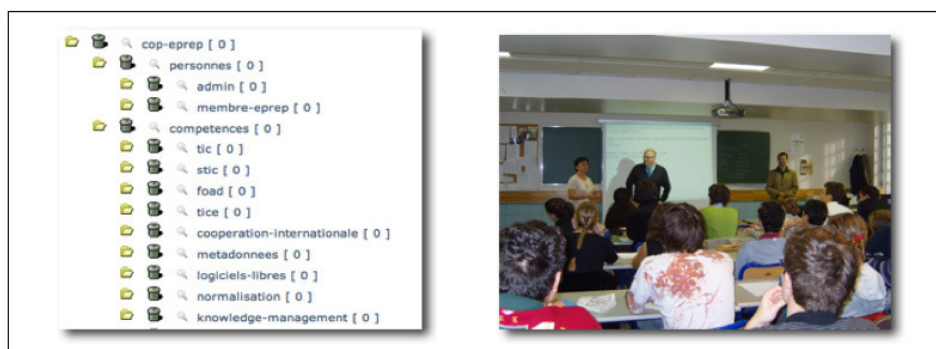 cop-eprep [ 0 ]
personnes [ 0 ]
admin [ 0 ]
membre-eprep [ 0 ]
competences [ 0 ]
tic [ 0 ]
stic [ 0 ]
foad [ 0 ]
tice [ 0 ]
cooperation-internationale [ 0 ]
metadonnees [ 0 ]
logiciels-libres [ 0 ]
normalisation [ 0 ]
knowledge-management [ 0 ]